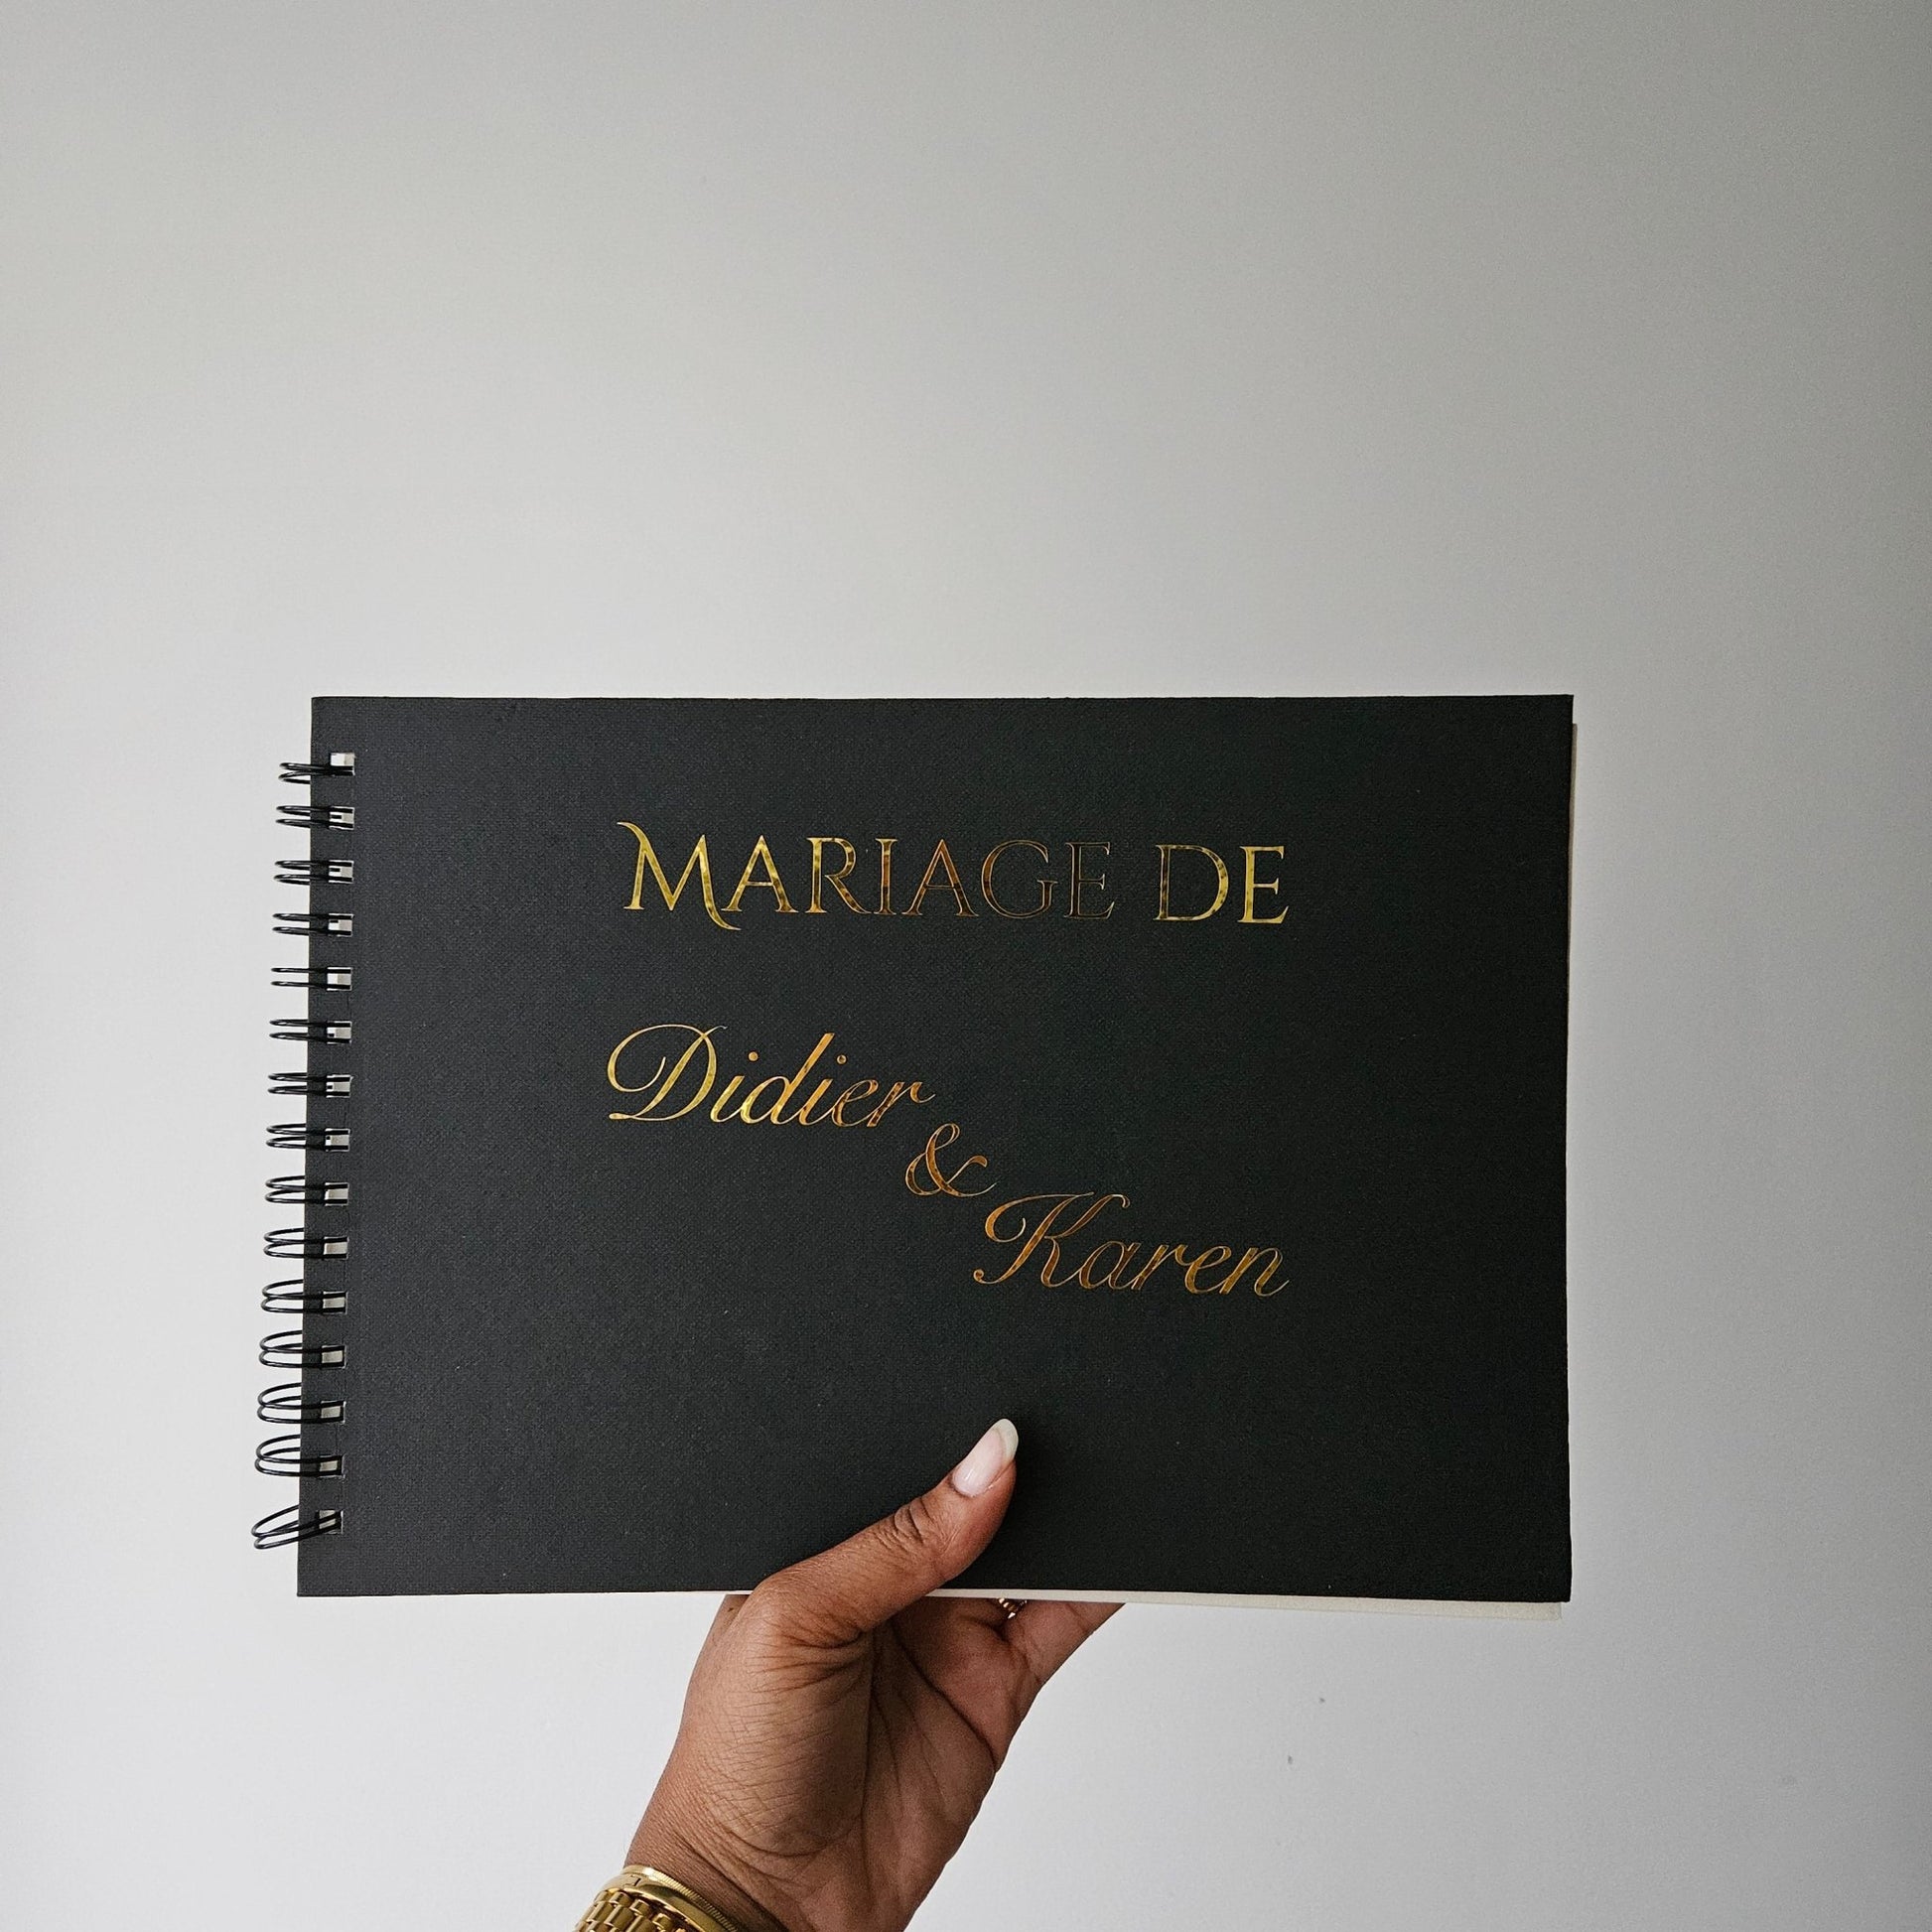 MARIAGE DE
Didier
&
Karen